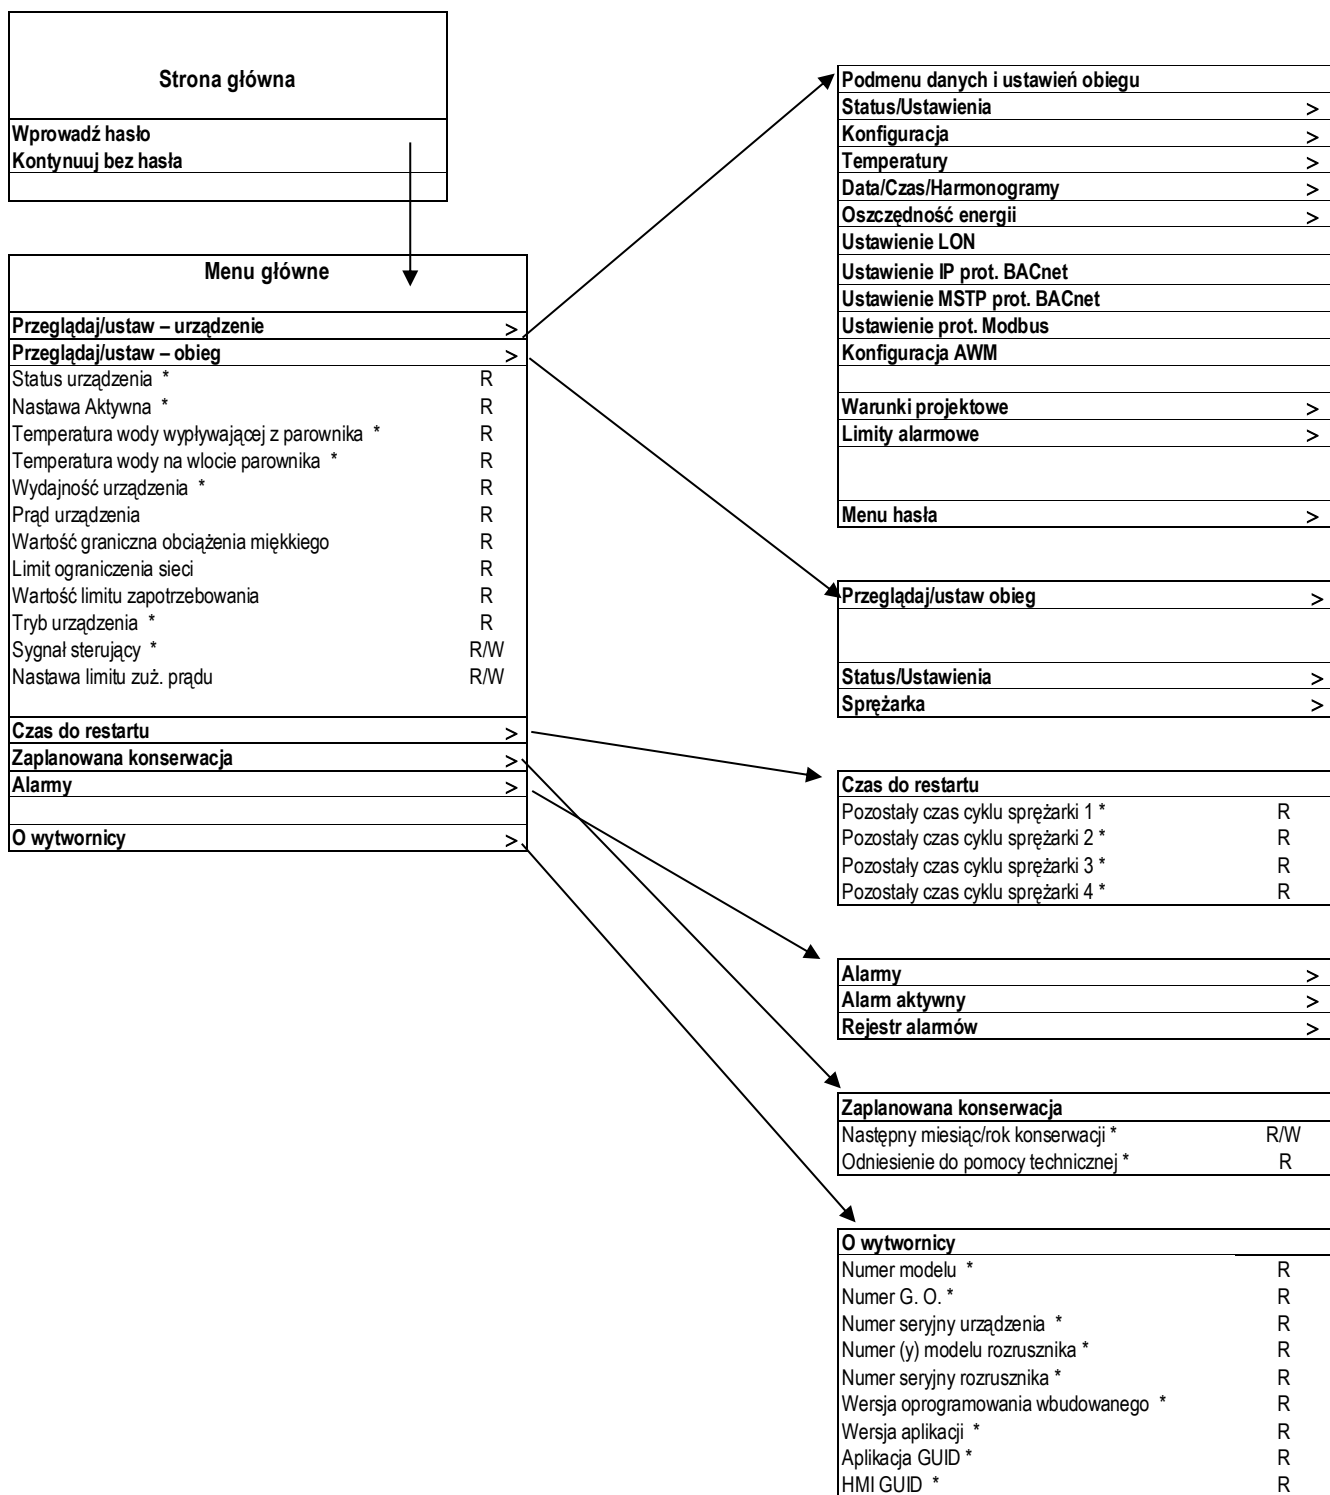 Strona główna
Wprowadź hasło
Kontynuuj bez hasła
Menu główne
Przeglądaj/ustaw – urządzenie >
Przeglądaj/ustaw – obieg >
Status urządzenia * R
Nastawa Aktywna * R
Temperatura wody wypływającej z parownika * R
Temperatura wody na wlocie parownika * R
Wydajność urządzenia * R
Prąd urządzenia R
Wartość graniczna obciążenia miękkiego R
Limit ograniczenia sieci R
Wartość limitu zapotrzebowania R
Tryb urządzenia * R
Sygnał sterujący * R/W
Nastawa limitu zuż. prądu R/W
Czas do restartu >
Zaplanowana konserwacja >
Alarmy >
O wytwornicy >
Podmenu danych i ustawień obiegu
Status/Ustawienia >
Konfiguracja >
Temperatury >
Data/Czas/Harmonogramy >
Oszczędność energii >
Ustawienie LON
Ustawienie IP prot. BACnet
Ustawienie MSTP prot. BACnet
Ustawienie prot. Modbus
Konfiguracja AWM
Warunki projektowe >
Limity alarmowe >
Menu hasła >
Przeglądaj/ustaw obieg >
Status/Ustawienia >
Sprężarka >
Czas do restartu
Pozostały czas cyklu sprężarki 1 * R
Pozostały czas cyklu sprężarki 2 * R
Pozostały czas cyklu sprężarki 3 * R
Pozostały czas cyklu sprężarki 4 * R
Alarmy >
Alarm aktywny >
Rejestr alarmów >
Zaplanowana konserwacja
Następny miesiąc/rok konserwacji * R/W
Odniesienie do pomocy technicznej * R
O wytwornicy
Numer modelu * R
Numer G. O. * R
Numer seryjny urządzenia * R
Numer (y) modelu rozrusznika * R
Numer seryjny rozrusznika * R
Wersja oprogramowania wbudowanego * R
Wersja aplikacji * R
Aplikacja GUID * R
HMI GUID * R